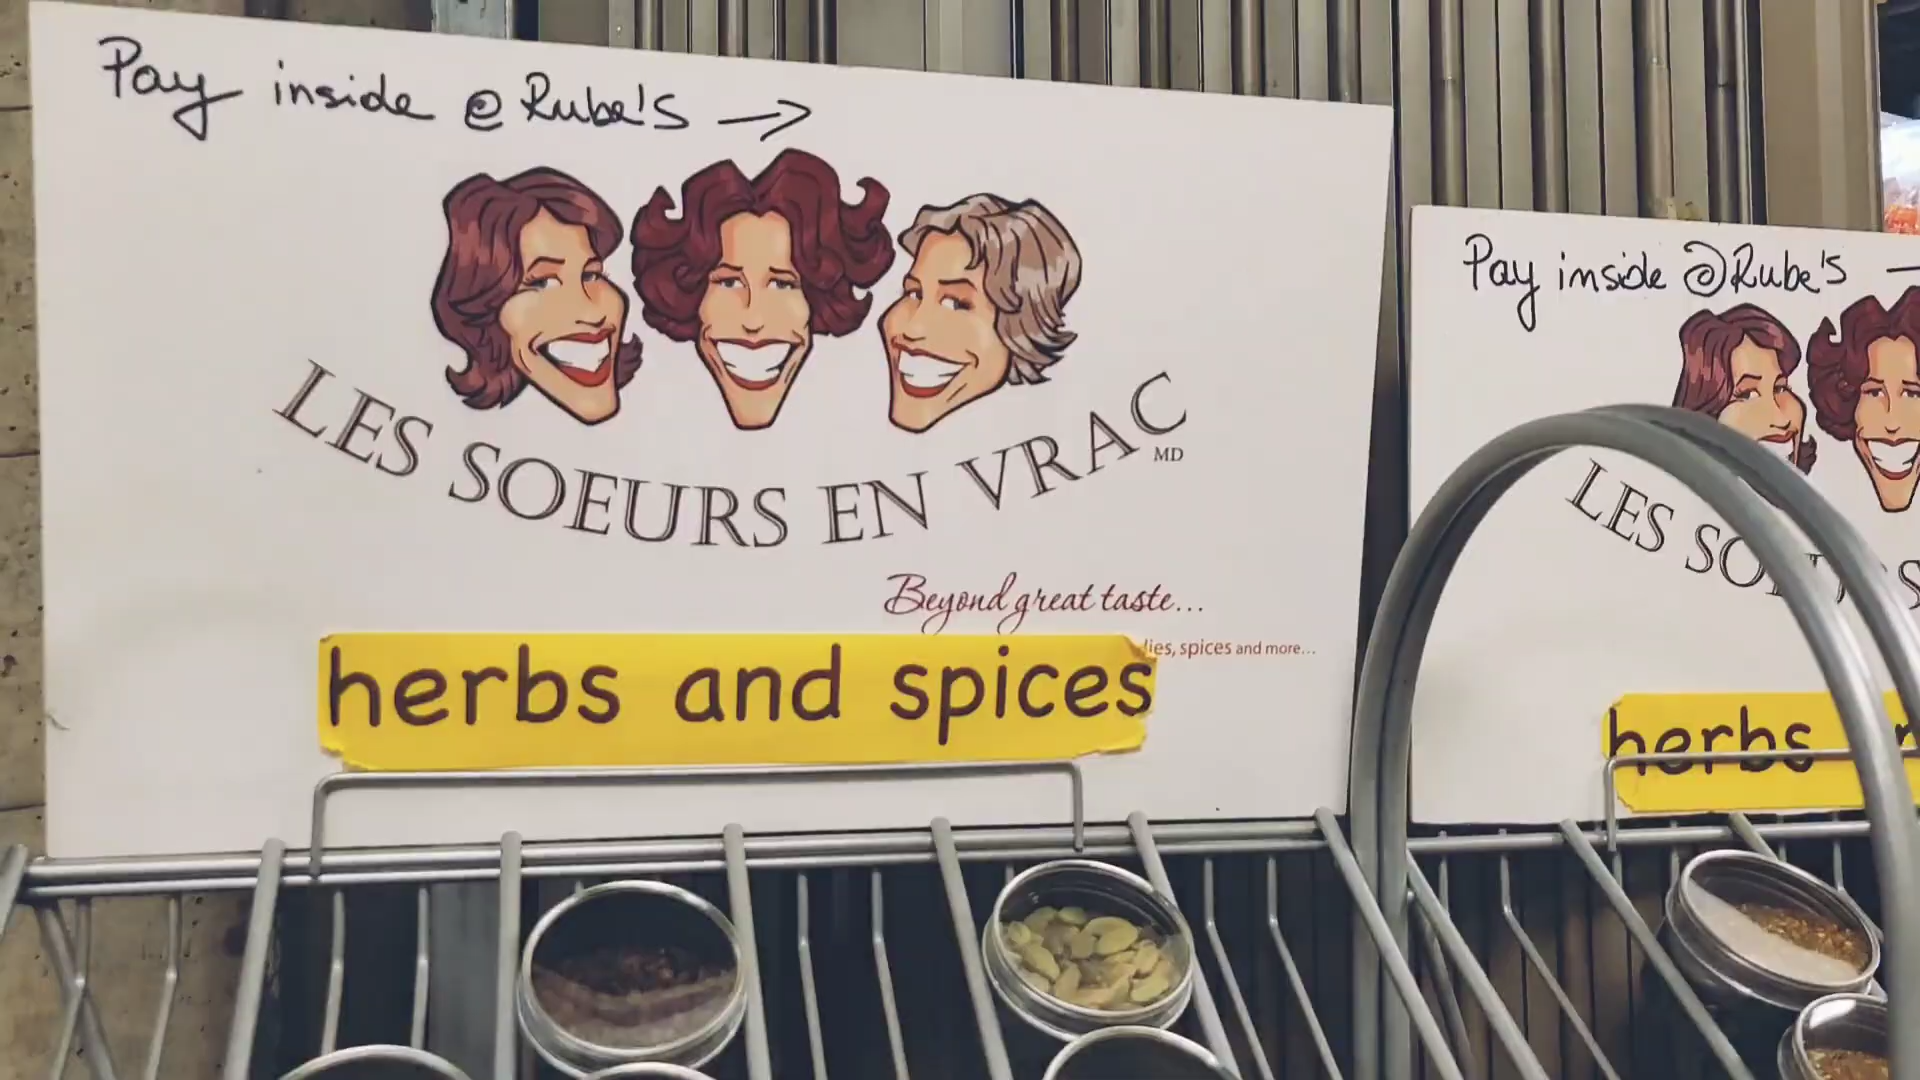 Pay inside @ Rube's →
LES SOEURS EN VRAC
MD
Beyond great taste...
spices and more...
herbs and spices
Pay inside @Rube's
LES
herbs